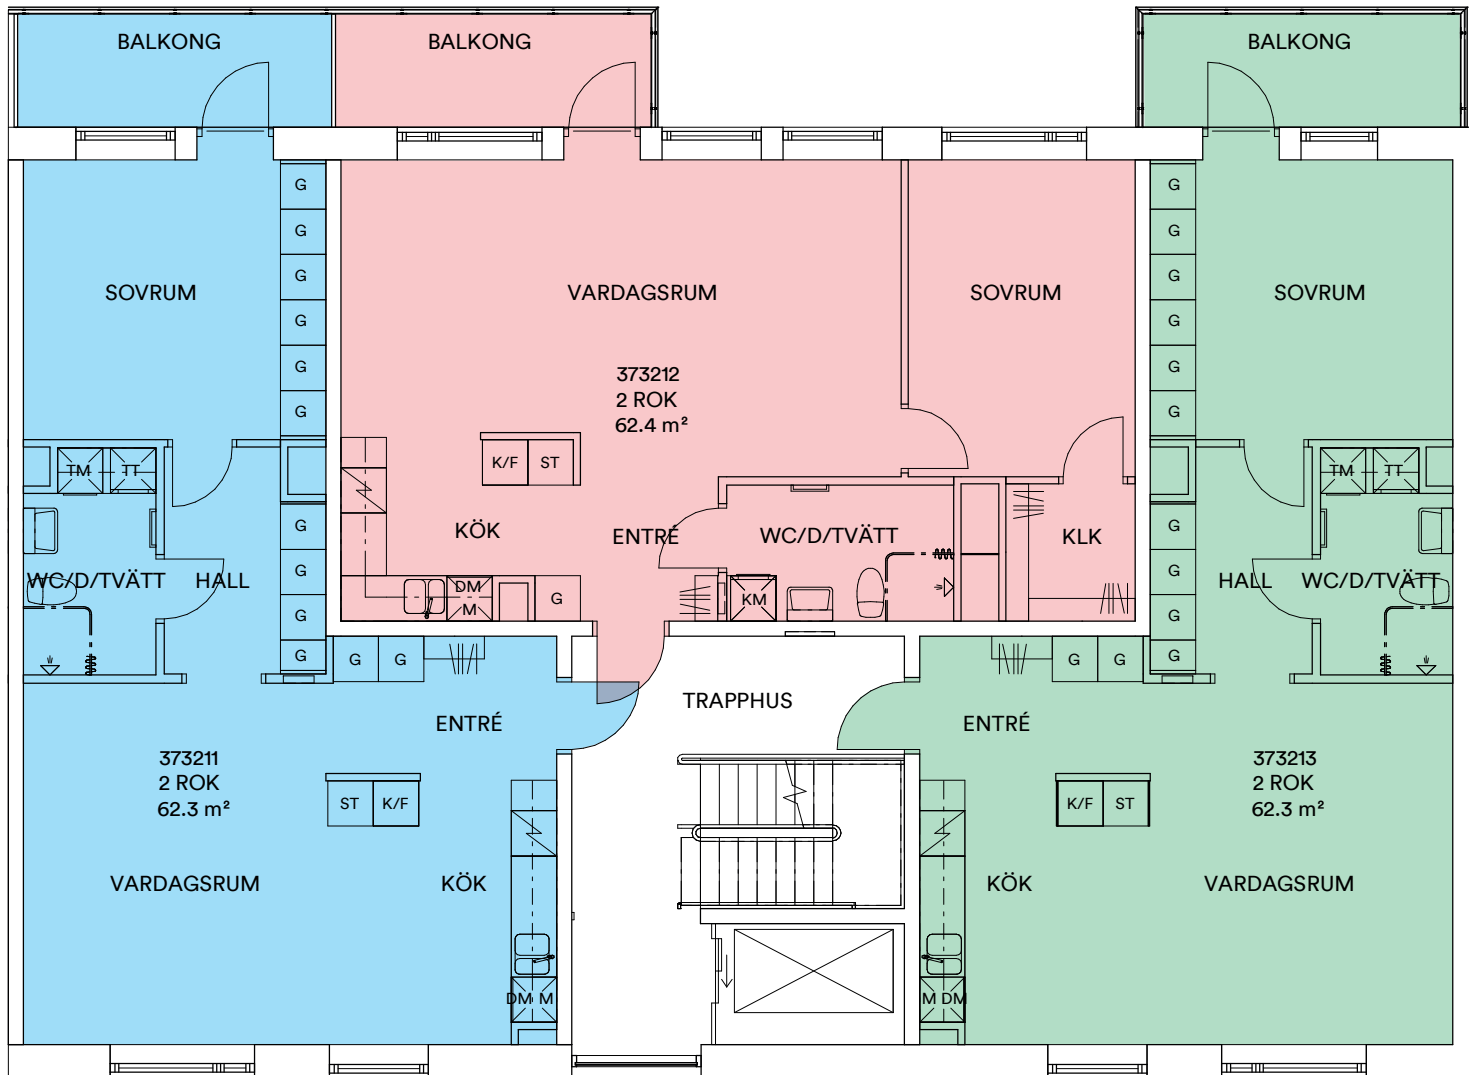 BALKONG
BALKONG
BALKONG
G
G
G
G
G
G
G
G
G
G
G
G
SOVRUM
VARDAGSRUM
SOVRUM
SOVRUM
373212
2 ROK
62.4 m²
TM
TT
K/F
ST
TM
TT
G
G
G
G
KÖK
ENTRÉ
WC/D/TVÄTT
KLK
WC/D/TVÄTT
HALL
DM
M
G
KM
G
G
G
G
HALL
WC/D/TVÄTT
G
G
G
G
ENTRÉ
TRAPPHUS
ENTRÉ
373211
2 ROK
62.3 m²
ST
K/F
K/F
ST
373213
2 ROK
62.3 m²
VARDAGSRUM
KÖK
KÖK
VARDAGSRUM
DM M
M DM